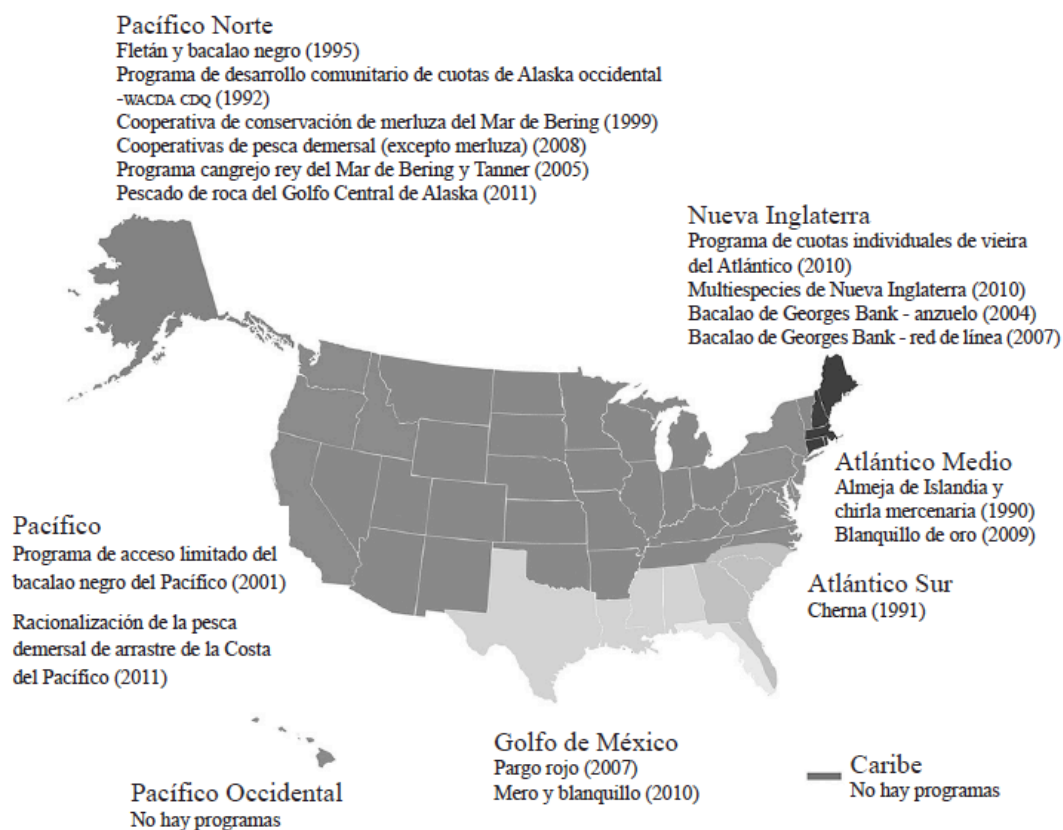 Pacífico Norte
Fletán y bacalao negro (1995)
Programa de desarrollo comunitario de cuotas de Alaska occidental
-WACDA CDQ (1992)
Cooperativa de conservación de merluza del Mar de Bering (1999)
Cooperativas de pesca demersal (excepto merluza) (2008)
Programa cangrejo rey del Mar de Bering y Tanner (2005)
Pescado de roca del Golfo Central de Alaska (2011)
Nueva Inglaterra
Programa de cuotas individuales de vieira
del Atlántico (2010)
Multiespecies de Nueva Inglaterra (2010)
Bacalao de Georges Bank - anzuelo (2004)
Bacalao de Georges Bank - red de línea (2007)
Atlántico Medio
Almeja de Islandia y
chirla mercenaria (1990)
Blanquillo de oro (2009)
Pacífico
Programa de acceso limitado del
bacalao negro del Pacífico (2001)
Racionalización de la pesca
demersal de arrastre de la Costa
del Pacífico (2011)
Atlántico Sur
Cherna (1991)
Golfo de México
Pargo rojo (2007)
Mero y blanquillo (2010)
Caribe
No hay programas
Pacífico Occidental
No hay programas